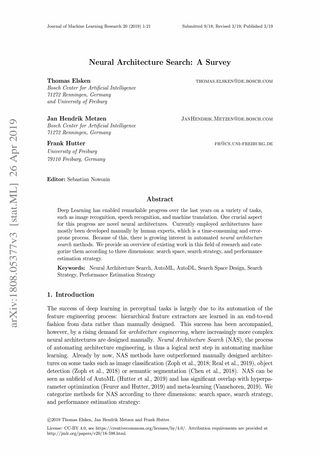 Journal of Machine Learning Research 20 (2019) 1-21 Submitted 9/18; Revised 3/19; Published 3/19
Neural Architecture Search: A Survey
Thomas Elsken thomas.elsken@de.bosch.com
Bosch Center for Artificial Intelligence
71272 Renningen, Germany
and University of Freiburg
Jan Hendrik Metzen JanHendrik.Metzen@de.bosch.com
Bosch Center for Artificial Intelligence
71272 Renningen, Germany
Frank Hutter fh@cs.uni-freiburg.de
University of Freiburg
79110 Freiburg, Germany
Editor: Sebastian Nowozin
Abstract
Deep Learning has enabled remarkable progress over the last years on a variety of tasks,
such as image recognition, speech recognition, and machine translation. One crucial aspect
for this progress are novel neural architectures. Currently employed architectures have
mostly been developed manually by human experts, which is a time-consuming and error-
prone process. Because of this, there is growing interest in automated neural architecture
search methods. We provide an overview of existing work in this field of research and cate-
gorize them according to three dimensions: search space, search strategy, and performance
estimation strategy.
Keywords: Neural Architecture Search, AutoML, AutoDL, Search Space Design, Search
Strategy, Performance Estimation Strategy
1. Introduction
The success of deep learning in perceptual tasks is largely due to its automation of the
feature engineering process: hierarchical feature extractors are learned in an end-to-end
fashion from data rather than manually designed. This success has been accompanied,
however, by a rising demand for architecture engineering, where increasingly more complex
neural architectures are designed manually. Neural Architecture Search (NAS), the process
of automating architecture engineering, is thus a logical next step in automating machine
learning. Already by now, NAS methods have outperformed manually designed architec-
tures on some tasks such as image classification (Zoph et al., 2018; Real et al., 2019), object
detection (Zoph et al., 2018) or semantic segmentation (Chen et al., 2018). NAS can be
seen as subfield of AutoML (Hutter et al., 2019) and has significant overlap with hyperpa-
rameter optimization (Feurer and Hutter, 2019) and meta-learning (Vanschoren, 2019). We
categorize methods for NAS according to three dimensions: search space, search strategy,
and performance estimation strategy:
©2019 Thomas Elsken, Jan Hendrik Metzen and Frank Hutter.
License: CC-BY 4.0, see https://creativecommons.org/licenses/by/4.0/. Attribution requirements are provided at
http://jmlr.org/papers/v20/18-598.html.
arXiv:1808.05377v3 [stat.ML] 26 Apr 2019